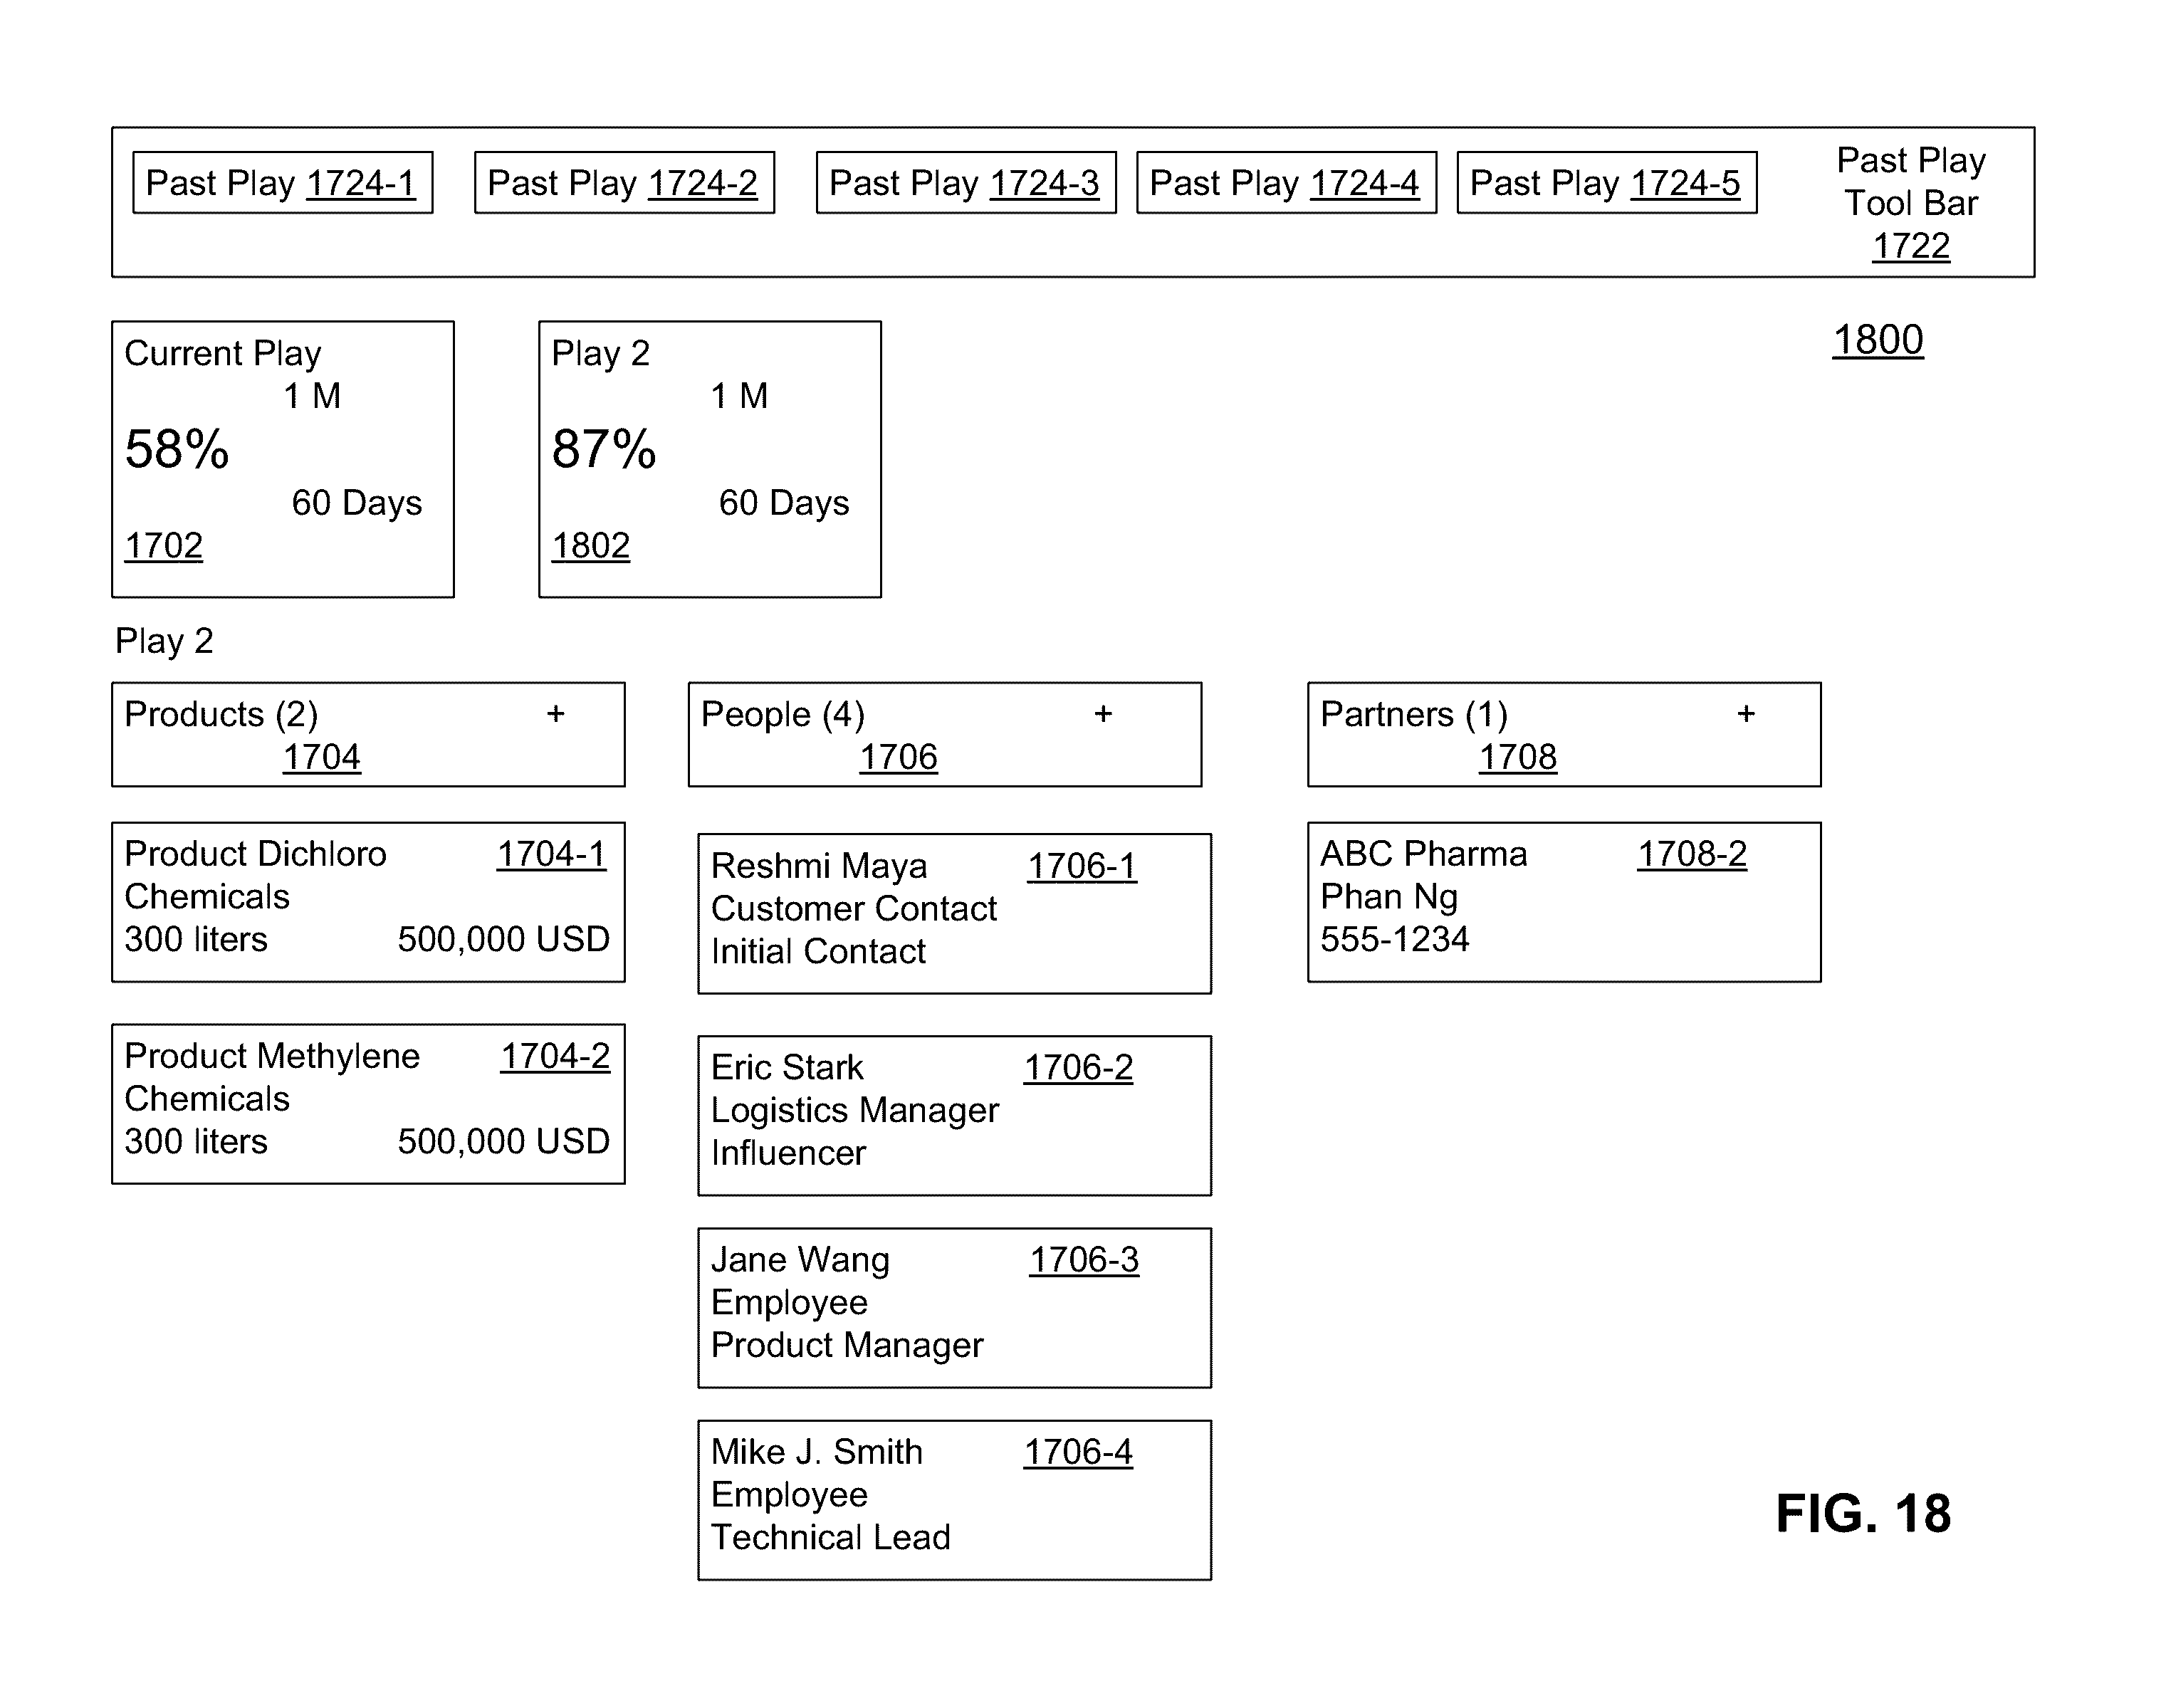 Past Play 1724-1
Past Play 1724-2
Past Play 1724-3
Past Play 1724-4
Past Play 1724-5
Past Play
Tool Bar
1722
Current Play
1 M
58%
60 Days
1702
Play 2
1 M
87%
60 Days
1802
1800
Play 2
Products (2) +
1704
Product Dichloro 1704-1
Chemicals
300 liters 500,000 USD
Product Methylene 1704-2
Chemicals
300 liters 500,000 USD
People (4) +
1706
Reshmi Maya 1706-1
Customer Contact
Initial Contact
Eric Stark 1706-2
Logistics Manager
Influencer
Jane Wang 1706-3
Employee
Product Manager
Mike J. Smith 1706-4
Employee
Technical Lead
Partners (1) +
1708
ABC Pharma 1708-2
Phan Ng
555-1234
FIG. 18